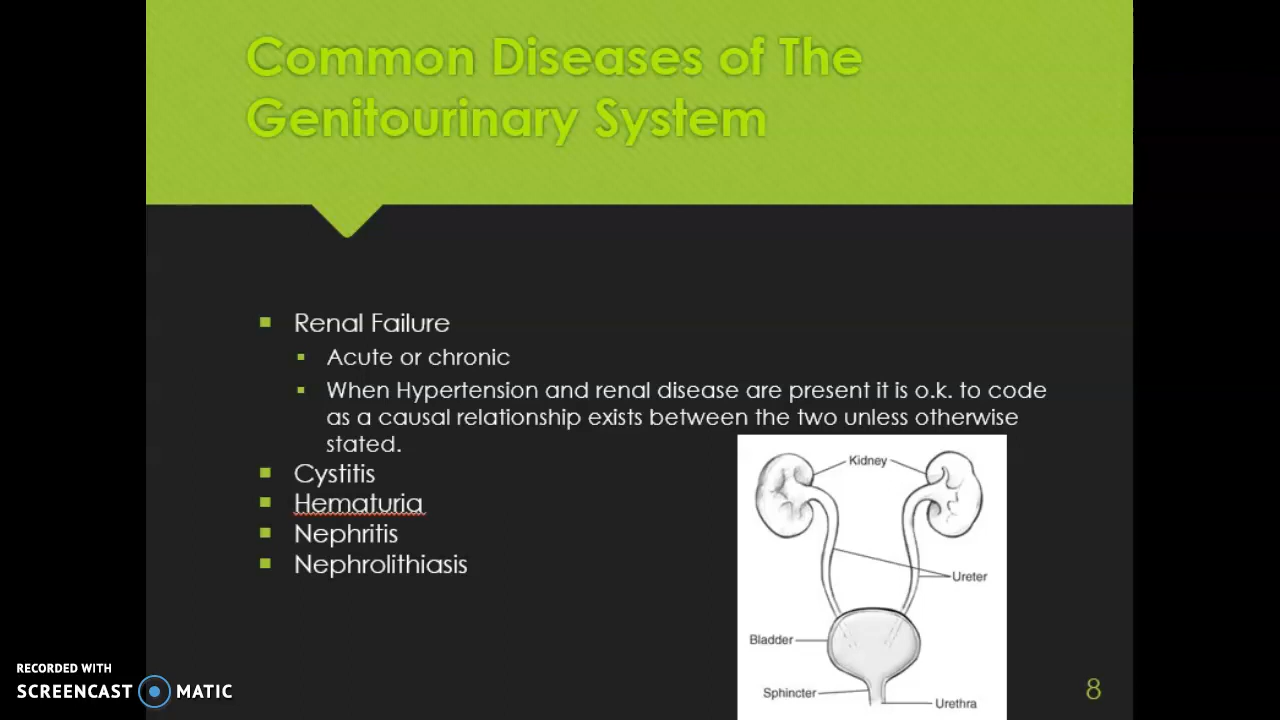 Common Diseases of The
Genitourinary System
Renal Failure
Acute or chronic
When Hypertension and renal disease are present it is o.k. to code
as a causal relationship exists between the two unless otherwise
stated.
Cystitis
Hematuria
Nephritis
Nephrolithiasis
Kidney
Ureter
Bladder
Sphincter
Urethra
8
RECORDED WITH
SCREENCAST MATIC